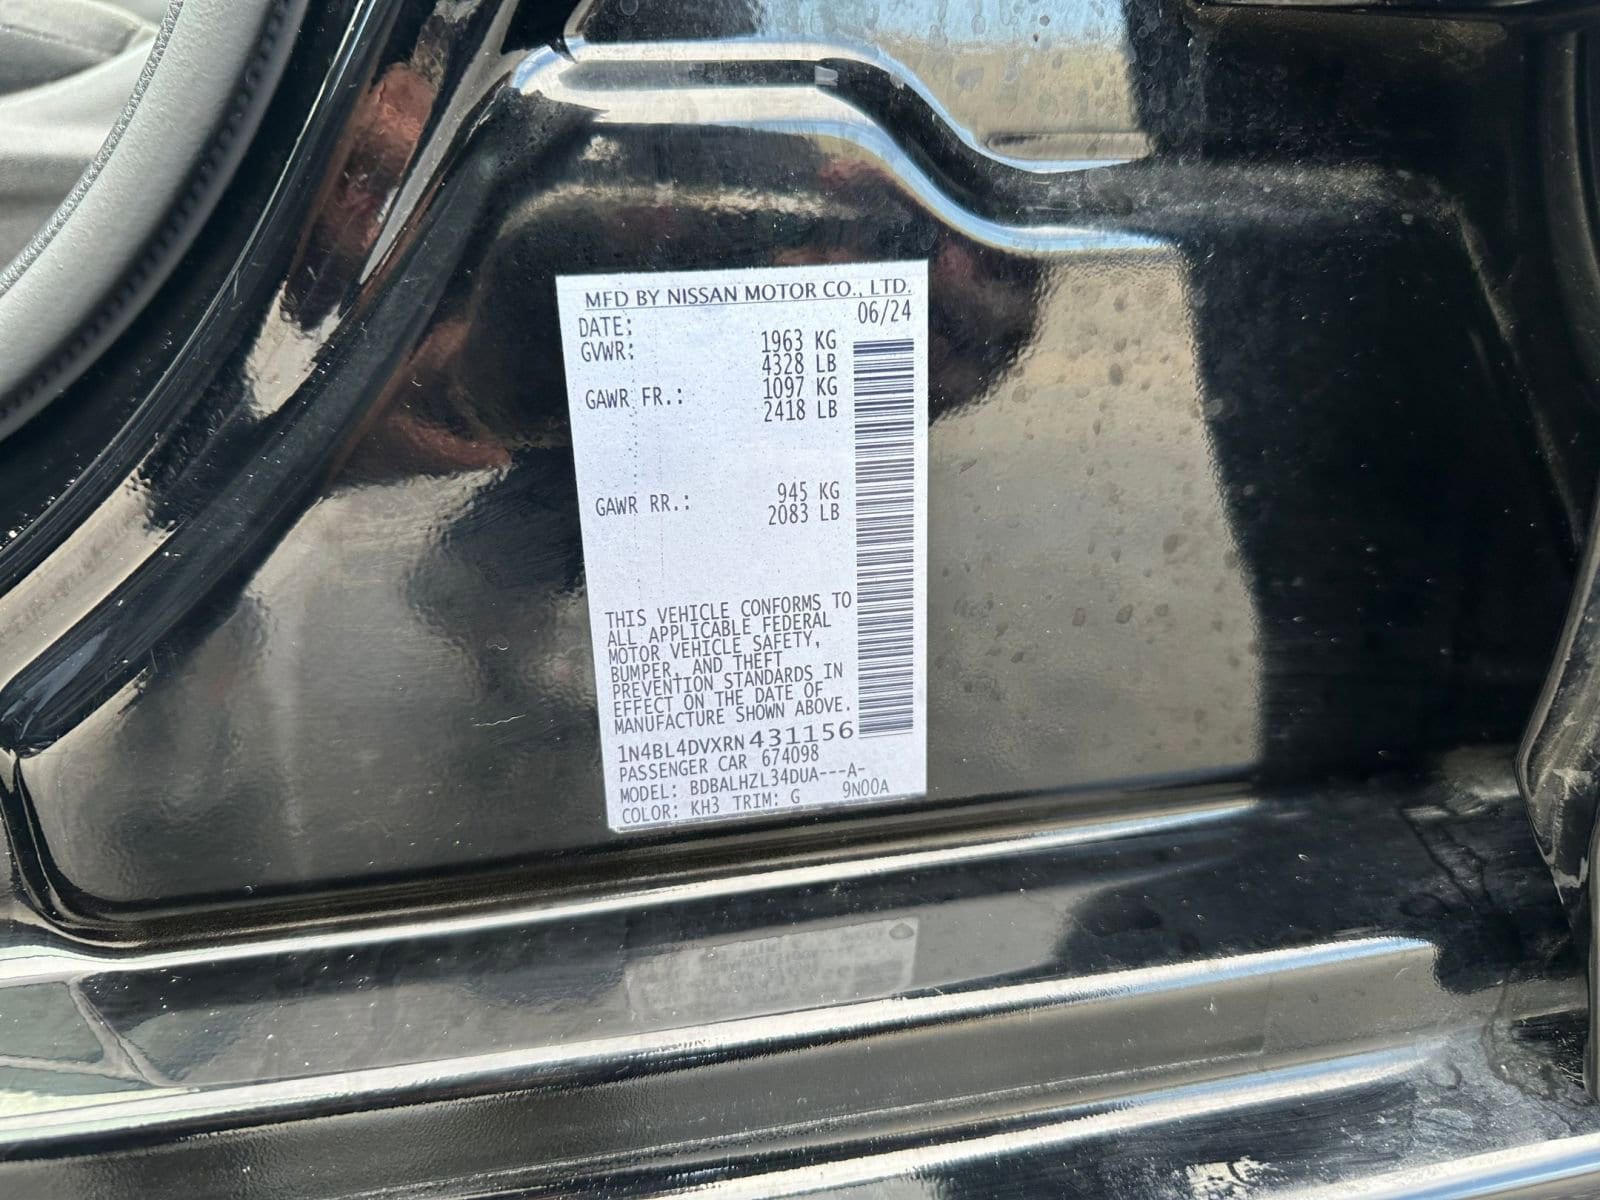 MFD BY NISSAN MOTOR CO., LTD.
DATE: 06/24
GVWR: 1963 KG
4328 LB
GAWR FR.: 1097 KG
2418 LB
GAWR RR.: 945 KG
2083 LB
THIS VEHICLE CONFORMS TO
ALL APPLICABLE FEDERAL
MOTOR VEHICLE SAFETY,
BUMPER, AND THEFT
PREVENTION STANDARDS IN
EFFECT ON THE DATE OF
MANUFACTURE SHOWN ABOVE.
1N4BL4DVXRN431156
PASSENGER CAR 674098
MODEL: BDBALHZL34DUA---A-
COLOR: KH3 TRIM: G 9N00A